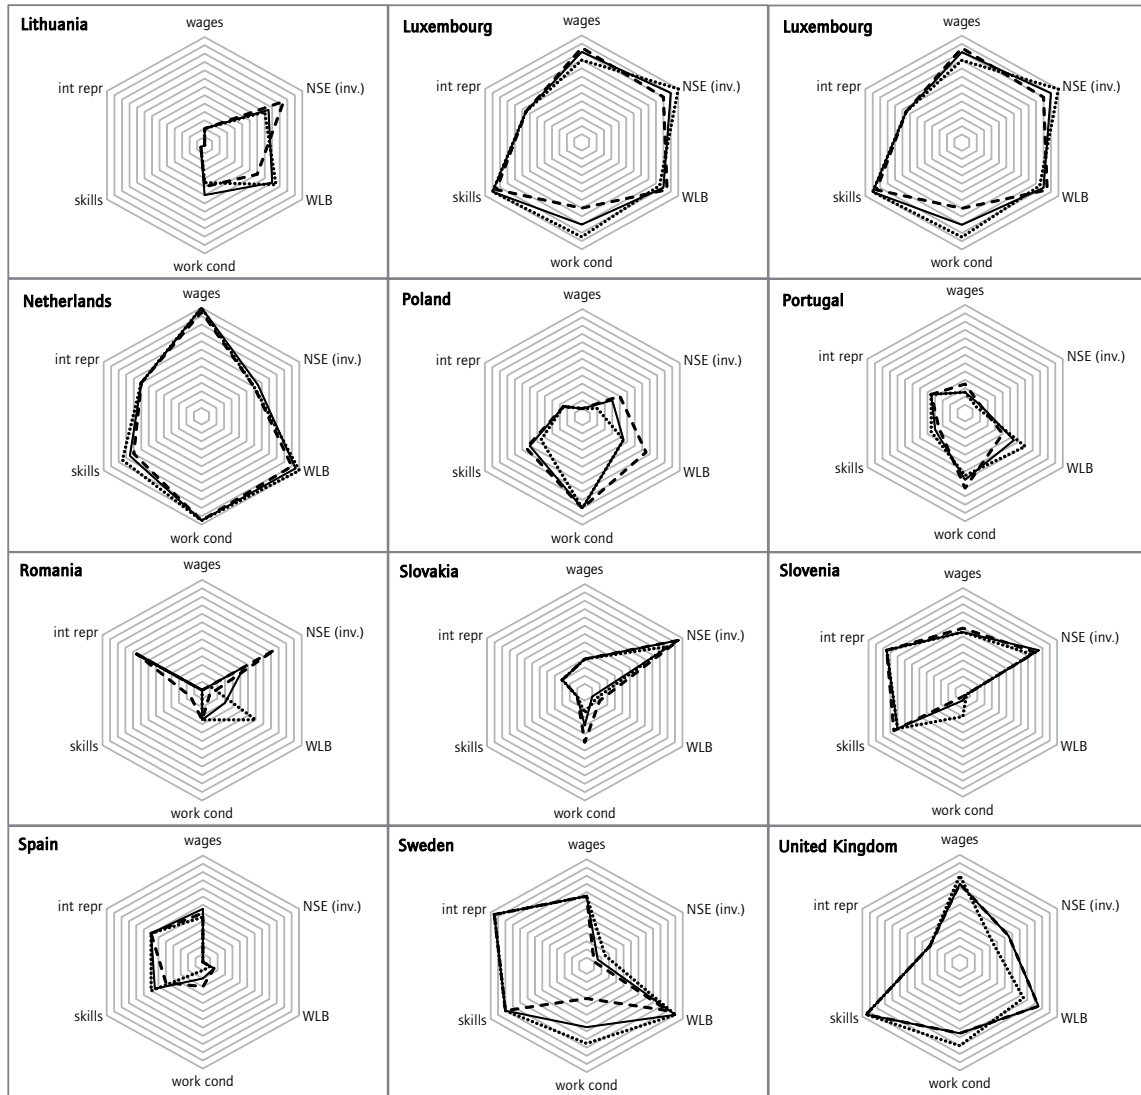 Lithuania
wages
int repr
NSE (inv.)
skills
WLB
work cond
Luxembourg
wages
int repr
NSE (inv.)
skills
WLB
work cond
Luxembourg
wages
int repr
NSE (inv.)
skills
WLB
work cond
Netherlands
wages
int repr
NSE (inv.)
skills
WLB
work cond
Poland
wages
int repr
NSE (inv.)
skills
WLB
work cond
Portugal
wages
int repr
NSE (inv.)
skills
WLB
work cond
Romania
wages
int repr
NSE (inv.)
skills
WLB
work cond
Slovakia
wages
int repr
NSE (inv.)
skills
WLB
work cond
Slovenia
wages
int repr
NSE (inv.)
skills
WLB
work cond
Spain
wages
int repr
NSE (inv.)
skills
WLB
work cond
Sweden
wages
int repr
NSE (inv.)
skills
WLB
work cond
United Kingdom
wages
int repr
NSE (inv.)
skills
WLB
work cond